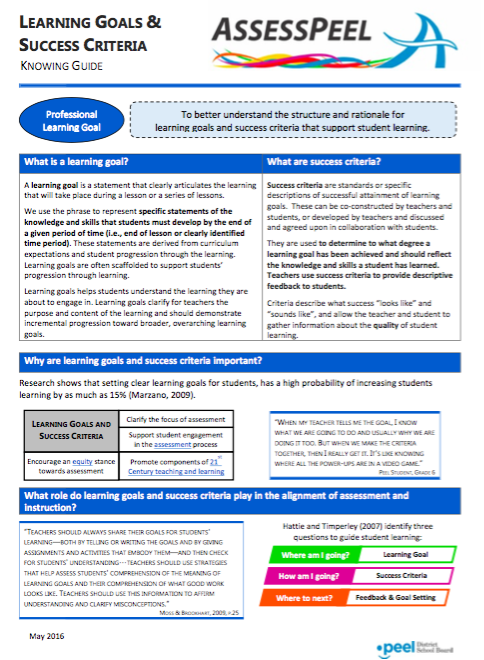 LEARNING GOALS &
SUCCESS CRITERIA
KNOWING GUIDE
ASSESSPEEL
Professional
Learning Goal
To better understand the structure and rationale for
learning goals and success criteria that support student learning.
What is a learning goal?
A learning goal is a statement that clearly articulates the learning
that will take place during a lesson or a series of lessons.
We use the phrase to represent specific statements of the
knowledge and skills that students must develop by the end of
a given period of time (i.e., end of lesson or clearly identified
time period). These statements are derived from curriculum
expectations and student progression through the learning.
Learning goals are often scaffolded to support students'
progression through learning.
Learning goals helps students understand the learning they are
about to engage in. Learning goals clarify for teachers the
purpose and content of the learning and should demonstrate
incremental progression toward broader, overarching learning
goals.
What are success criteria?
Success criteria are standards or specific
descriptions of successful attainment of learning
goals. These can be co-constructed by teachers and
students, or developed by teachers and discussed
and agreed upon in collaboration with students.
They are used to determine to what degree a
learning goal has been achieved and should reflect
the knowledge and skills a student has learned.
Teachers use success criteria to provide descriptive
feedback to students.
Criteria describe what success "looks like" and
"sounds like", and allow the teacher and student to
gather information about the quality of student
learning.
Why are learning goals and success criteria important?
Research shows that setting clear learning goals for students, has a high probability of increasing students
learning by as much as 15% (Marzano, 2009).
LEARNING GOALS AND
SUCCESS CRITERIA
Clarify the focus of assessment
Support student engagement
in the assessment process
Encourage an equity stance
towards assessment
Promote components of 21st
Century teaching and learning
"WHEN MY TEACHER TELLS ME THE GOAL, I KNOW
WHAT WE ARE GOING TO DO AND USUALLY WHY WE ARE
DOING IT TOO. BUT WHEN WE MAKE THE CRITERIA
TOGETHER, THEN I REALLY GET IT. IT'S LIKE KNOWING
WHERE ALL THE POWER-UPS ARE IN A VIDEO GAME."
PEEL STUDENT, GRADE 6
What role do learning goals and success criteria play in the alignment of assessment and
instruction?
"TEACHERS SHOULD ALWAYS SHARE THEIR GOALS FOR STUDENTS'
LEARNING—BOTH BY TELLING OR WRITING THE GOALS AND BY GIVING
ASSIGNMENTS AND ACTIVITIES THAT EMBODY THEM—AND THEN CHECK
FOR STUDENTS' UNDERSTANDING···TEACHERS SHOULD USE STRATEGIES
THAT HELP ASSESS STUDENTS' COMPREHENSION OF THE MEANING OF
LEARNING GOALS AND THEIR COMPREHENSION OF WHAT GOOD WORK
LOOKS LIKE. TEACHERS SHOULD USE THIS INFORMATION TO AFFIRM
UNDERSTANDING AND CLARIFY MISCONCEPTIONS."
MOSS & BROOKHART, 2009, P.25
Hattie and Timperley (2007) identify three
questions to guide student learning:
Where am I going? Learning Goal
How am I going? Success Criteria
Where to next? Feedback & Goal Setting
May 2016
peel District
School Board